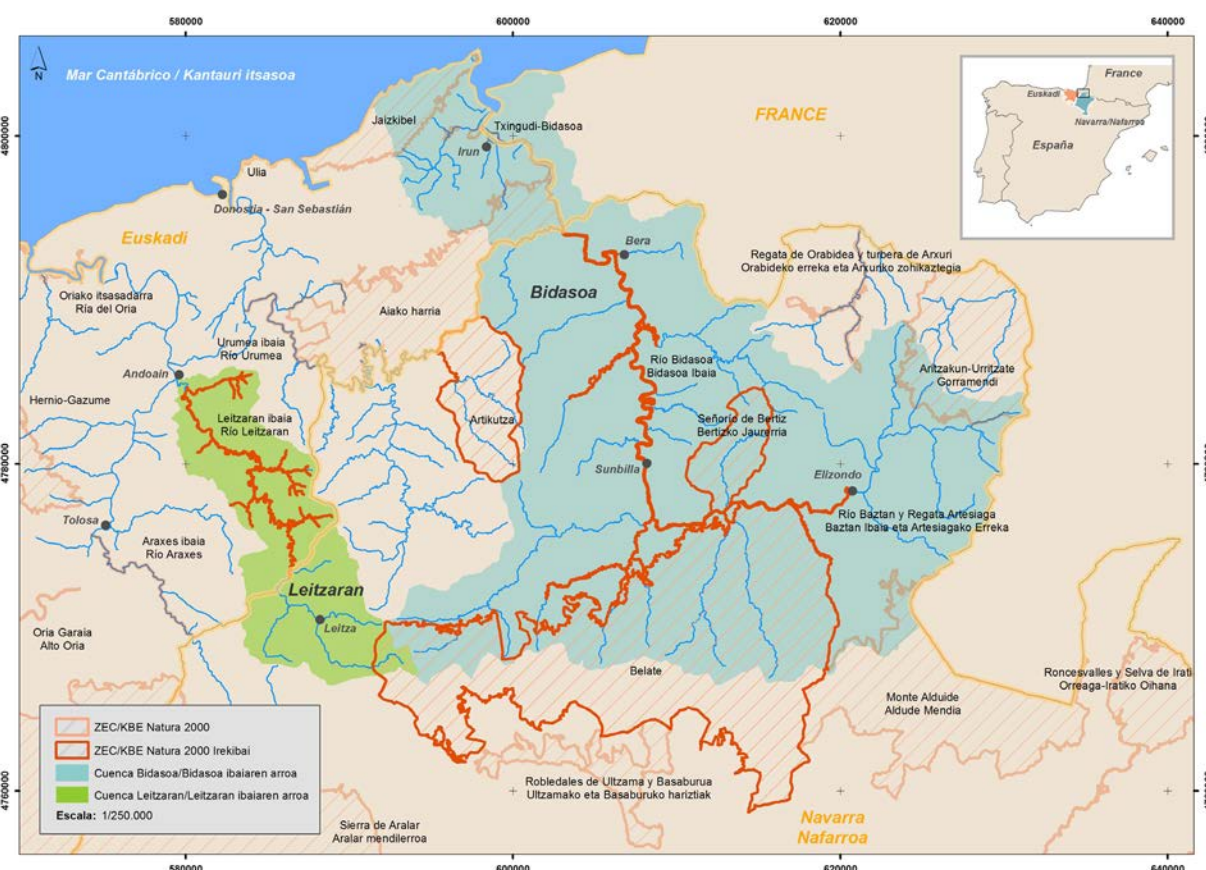 580000
600000
620000
640000
N
Mar Cantábrico / Kantauri itsasoa
FRANCE
France
Euskadi
Navarra/Nafarroa
España
4800000
Jaizkibel
Txingudi-Bidasoa
Irun
Ulia
Donostia - San Sebastián
Euskadi
Bera
Regata de Orabidea y turbera de Arxuri
Orabideko erreka eta Arxuriko zohikaztegia
Bidasoa
Oriako itsasadarra
Ría del Oria
Aiako harria
Urumea ibaia
Río Urumea
Río Bidasoa
Bidasoa Ibaia
Andoain
Aritzakun-Urritzate
Gorramendi
Hernio-Gazume
Leitzaran ibaia
Río Leitzaran
Artikutza
Señorío de Bertiz
Bertizko Jaurerria
4780000
Sunbilla
Elizondo
Río Baztan y Regata Artesiaga
Baztan Ibaia eta Artesiagako Erreka
Tolosa
Araxes ibaia
Río Araxes
Leitzaran
Leitza
Oria Garaia
Alto Oria
Belate
Roncesvalles y Selva de Irati
Orreaga-Iratiko Oihana
Monte Alduide
Aldude Mendia
ZEC/KBE Natura 2000
ZEC/KBE Natura 2000 Irekibai
Cuenca Bidasoa/Bidasoa ibaiaren arroa
Cuenca Leitzaran/Leitzaran ibaiaren arroa
Escala: 1/250.000
4760000
Robledales de Ultzama y Basaburua
Ultzamako eta Basaburuko hariztiak
Navarra
Nafarroa
Sierra de Aralar
Aralar mendilerroa
580000
600000
620000
640000